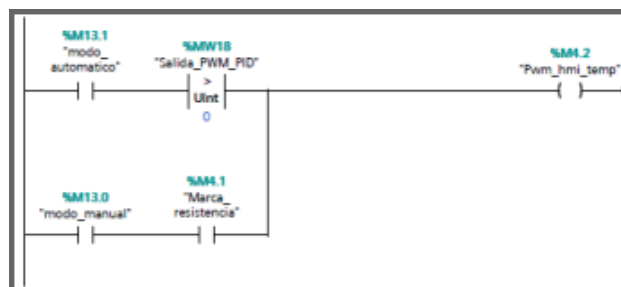 %M13.1
"modo_
automatico"
%MW18
"Salida_PWM_PID"
>
UInt
0
%M4.2
"Pwm_hmi_temp"
%M13.0
"modo_manual"
%M4.1
"Marca_
resistencia"